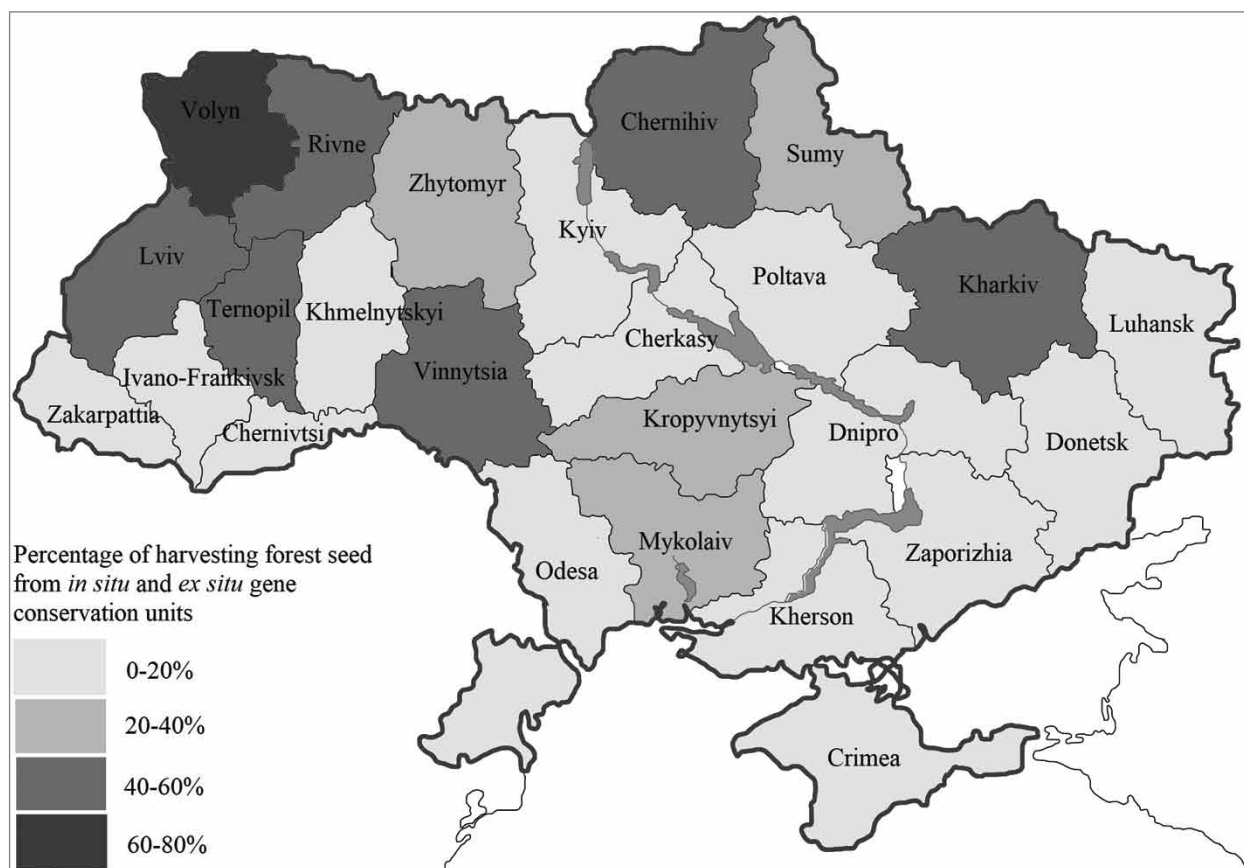 Volyn
Rivne
Chernihiv
Sumy
Zhytomyr
Kyiv
Lviv
Ternopil
Khmelnytskyi
Poltava
Kharkiv
Luhansk
Cherkasy
Vinnytsia
Ivano-Frankivsk
Zakarpattia
Chernivtsi
Kropyvnytsyi
Dnipro
Donetsk
Mykolaiv
Odesa
Zaporizhia
Kherson
Crimea
Percentage of harvesting forest seed
from in situ and ex situ gene
conservation units
0-20%
20-40%
40-60%
60-80%